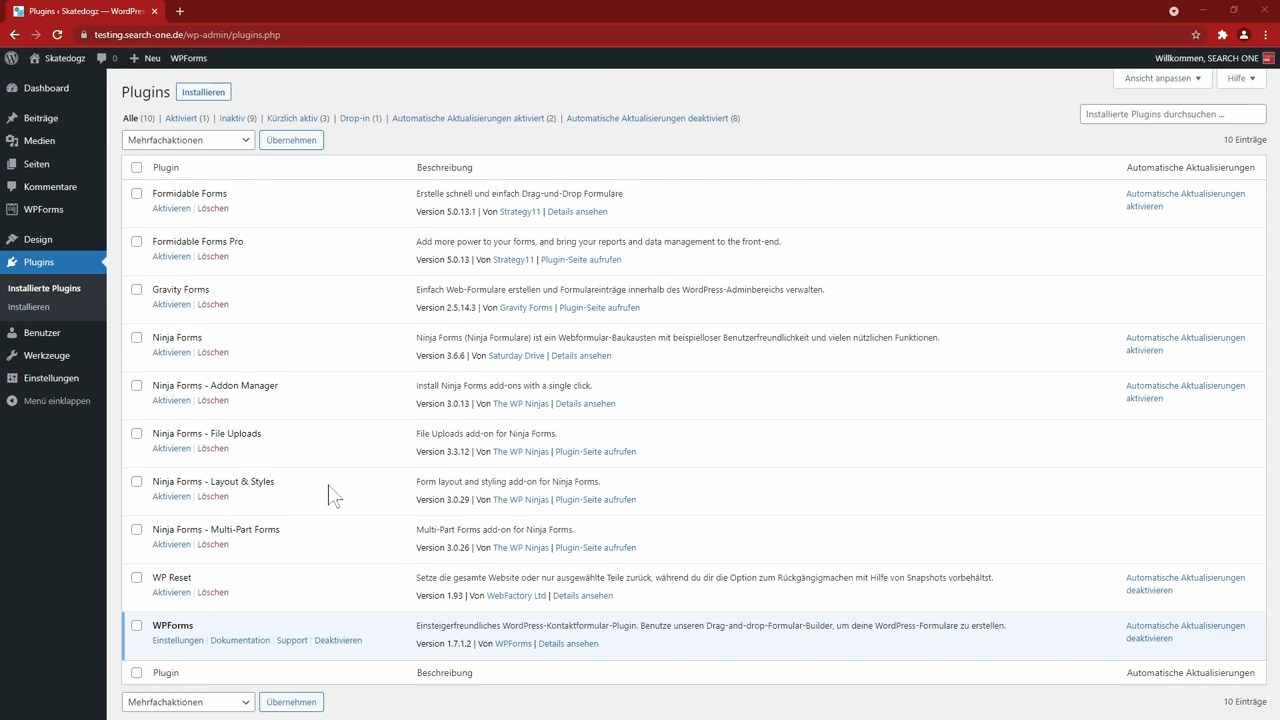 Plugins ‹ Skatedogz — WordPres
testing.search-one.de/wp-admin/plugins.php
Skatedogz 0 Neu WPForms Willkommen, SEARCH ONE
Dashboard
Beiträge
Medien
Seiten
Kommentare
WPForms
Design
Plugins
Installierte Plugins
Installieren
Benutzer
Werkzeuge
Einstellungen
Menü einklappen
Ansicht anpassen Hilfe
Plugins Installieren
Alle (10) | Aktiviert (1) | Inaktiv (9) | Kürzlich aktiv (3) | Drop-in (1) | Automatische Aktualisierungen aktiviert (2) | Automatische Aktualisierungen deaktiviert (8)
Installierte Plugins durchsuchen ...
Mehrfachaktionen Übernehmen 10 Einträge
Plugin Beschreibung Automatische Aktualisierungen
Formidable Forms Erstelle schnell und einfach Drag-und-Drop Formulare Automatische Aktualisierungen
Aktivieren | Löschen Version 5.0.13.1 | Von Strategy11 | Details ansehen aktivieren
Formidable Forms Pro Add more power to your forms, and bring your reports and data management to the front-end.
Aktivieren | Löschen Version 5.0.13 | Von Strategy11 | Plugin-Seite aufrufen
Gravity Forms Einfach Web-Formulare erstellen und Formulareinträge innerhalb des WordPress-Adminbereichs verwalten.
Aktivieren | Löschen Version 2.5.14.3 | Von Gravity Forms | Plugin-Seite aufrufen
Ninja Forms Ninja Forms (Ninja Formulare) ist ein Webformular-Baukasten mit beispielloser Benutzerfreundlichkeit und vielen nützlichen Funktionen. Automatische Aktualisierungen
Aktivieren | Löschen Version 3.6.6 | Von Saturday Drive | Details ansehen aktivieren
Ninja Forms - Addon Manager Install Ninja Forms add-ons with a single click. Automatische Aktualisierungen
Aktivieren | Löschen Version 3.0.13 | Von The WP Ninjas | Details ansehen aktivieren
Ninja Forms - File Uploads File Uploads add-on for Ninja Forms.
Aktivieren | Löschen Version 3.3.12 | Von The WP Ninjas | Plugin-Seite aufrufen
Ninja Forms - Layout & Styles Form layout and styling add-on for Ninja Forms.
Aktivieren | Löschen Version 3.0.29 | Von The WP Ninjas | Plugin-Seite aufrufen
Ninja Forms - Multi-Part Forms Multi-Part Forms add-on for Ninja Forms.
Aktivieren | Löschen Version 3.0.26 | Von The WP Ninjas | Plugin-Seite aufrufen
WP Reset Setze die gesamte Website oder nur ausgewählte Teile zurück, während du dir die Option zum Rückgängigmachen mit Hilfe von Snapshots vorbehältst. Automatische Aktualisierungen
Aktivieren | Löschen Version 1.93 | Von WebFactory Ltd | Details ansehen deaktivieren
WPForms Einsteigerfreundliches WordPress-Kontaktformular-Plugin. Benutze unseren Drag-and-drop-Formular-Builder, um deine WordPress-Formulare zu erstellen. Automatische Aktualisierungen
Einstellungen | Dokumentation | Support | Deaktivieren Version 1.7.1.2 | Von WPForms | Details ansehen deaktivieren
Plugin Beschreibung Automatische Aktualisierungen
Mehrfachaktionen Übernehmen 10 Einträge